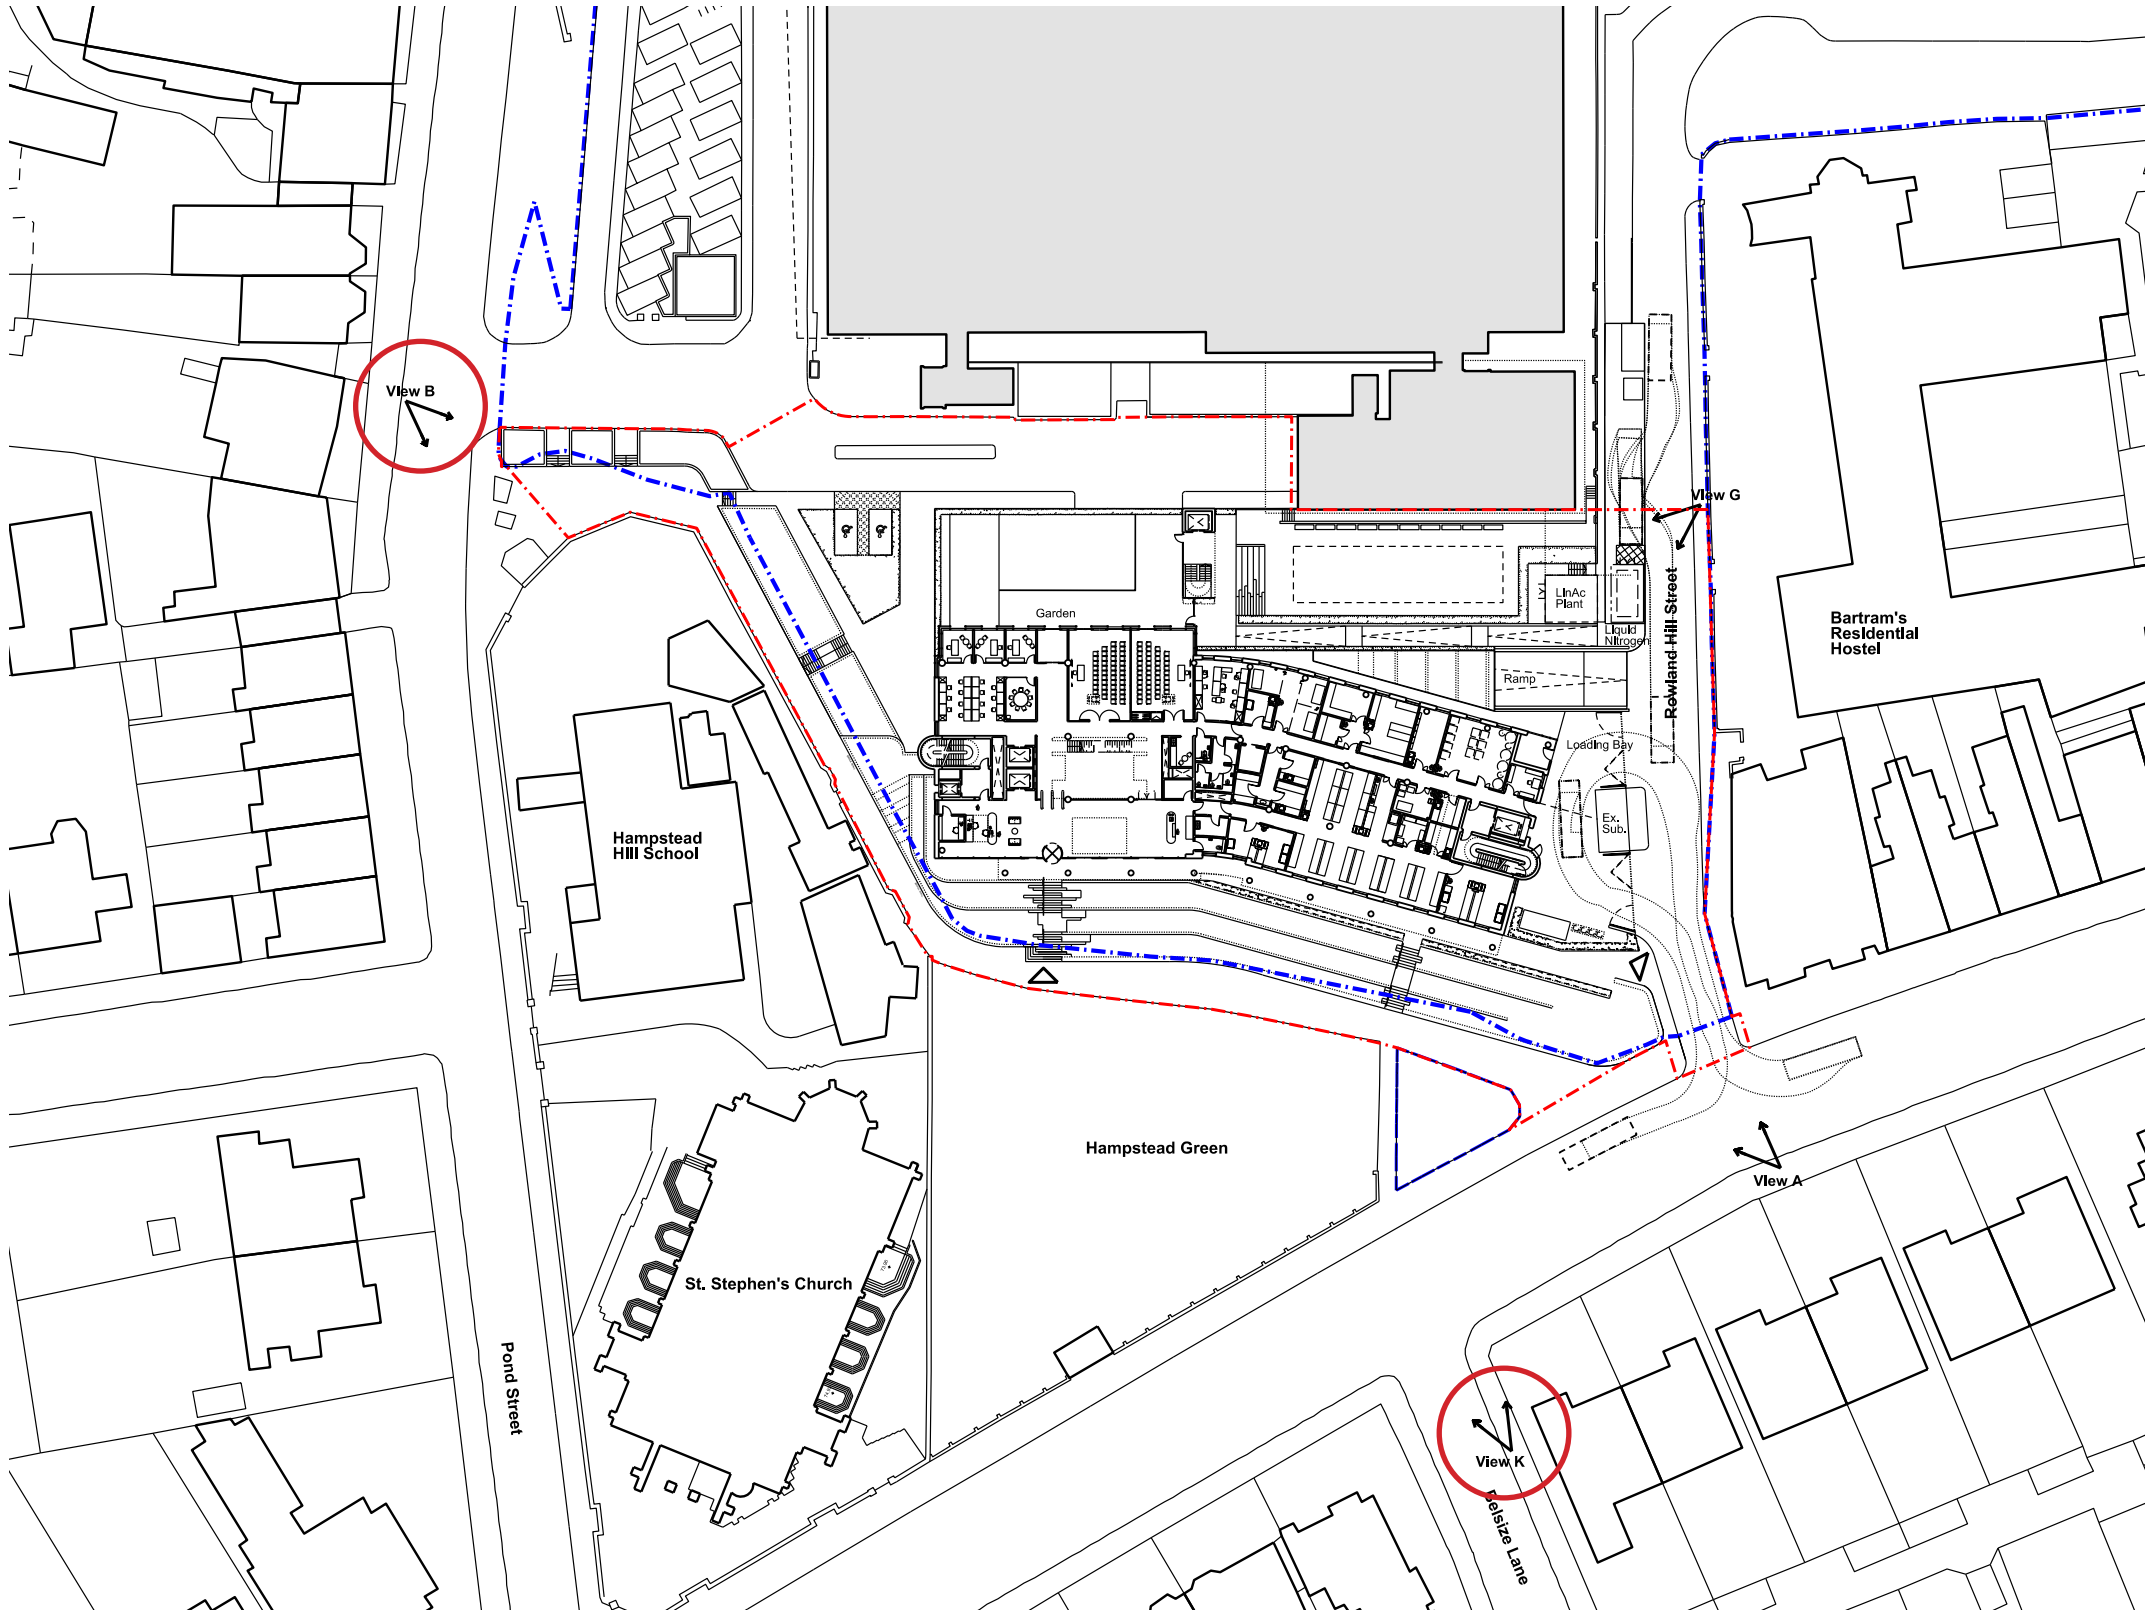 View B
View G
Garden
LinAc
Plant
Liquid
Nitrogen
Rowland Hill Street
Bartram's
Residential
Hostel
Ramp
Loading Bay
Ex.
Sub.
Hampstead
Hill School
Hampstead Green
View A
St. Stephen's Church
Pond Street
View K
Belsize Lane